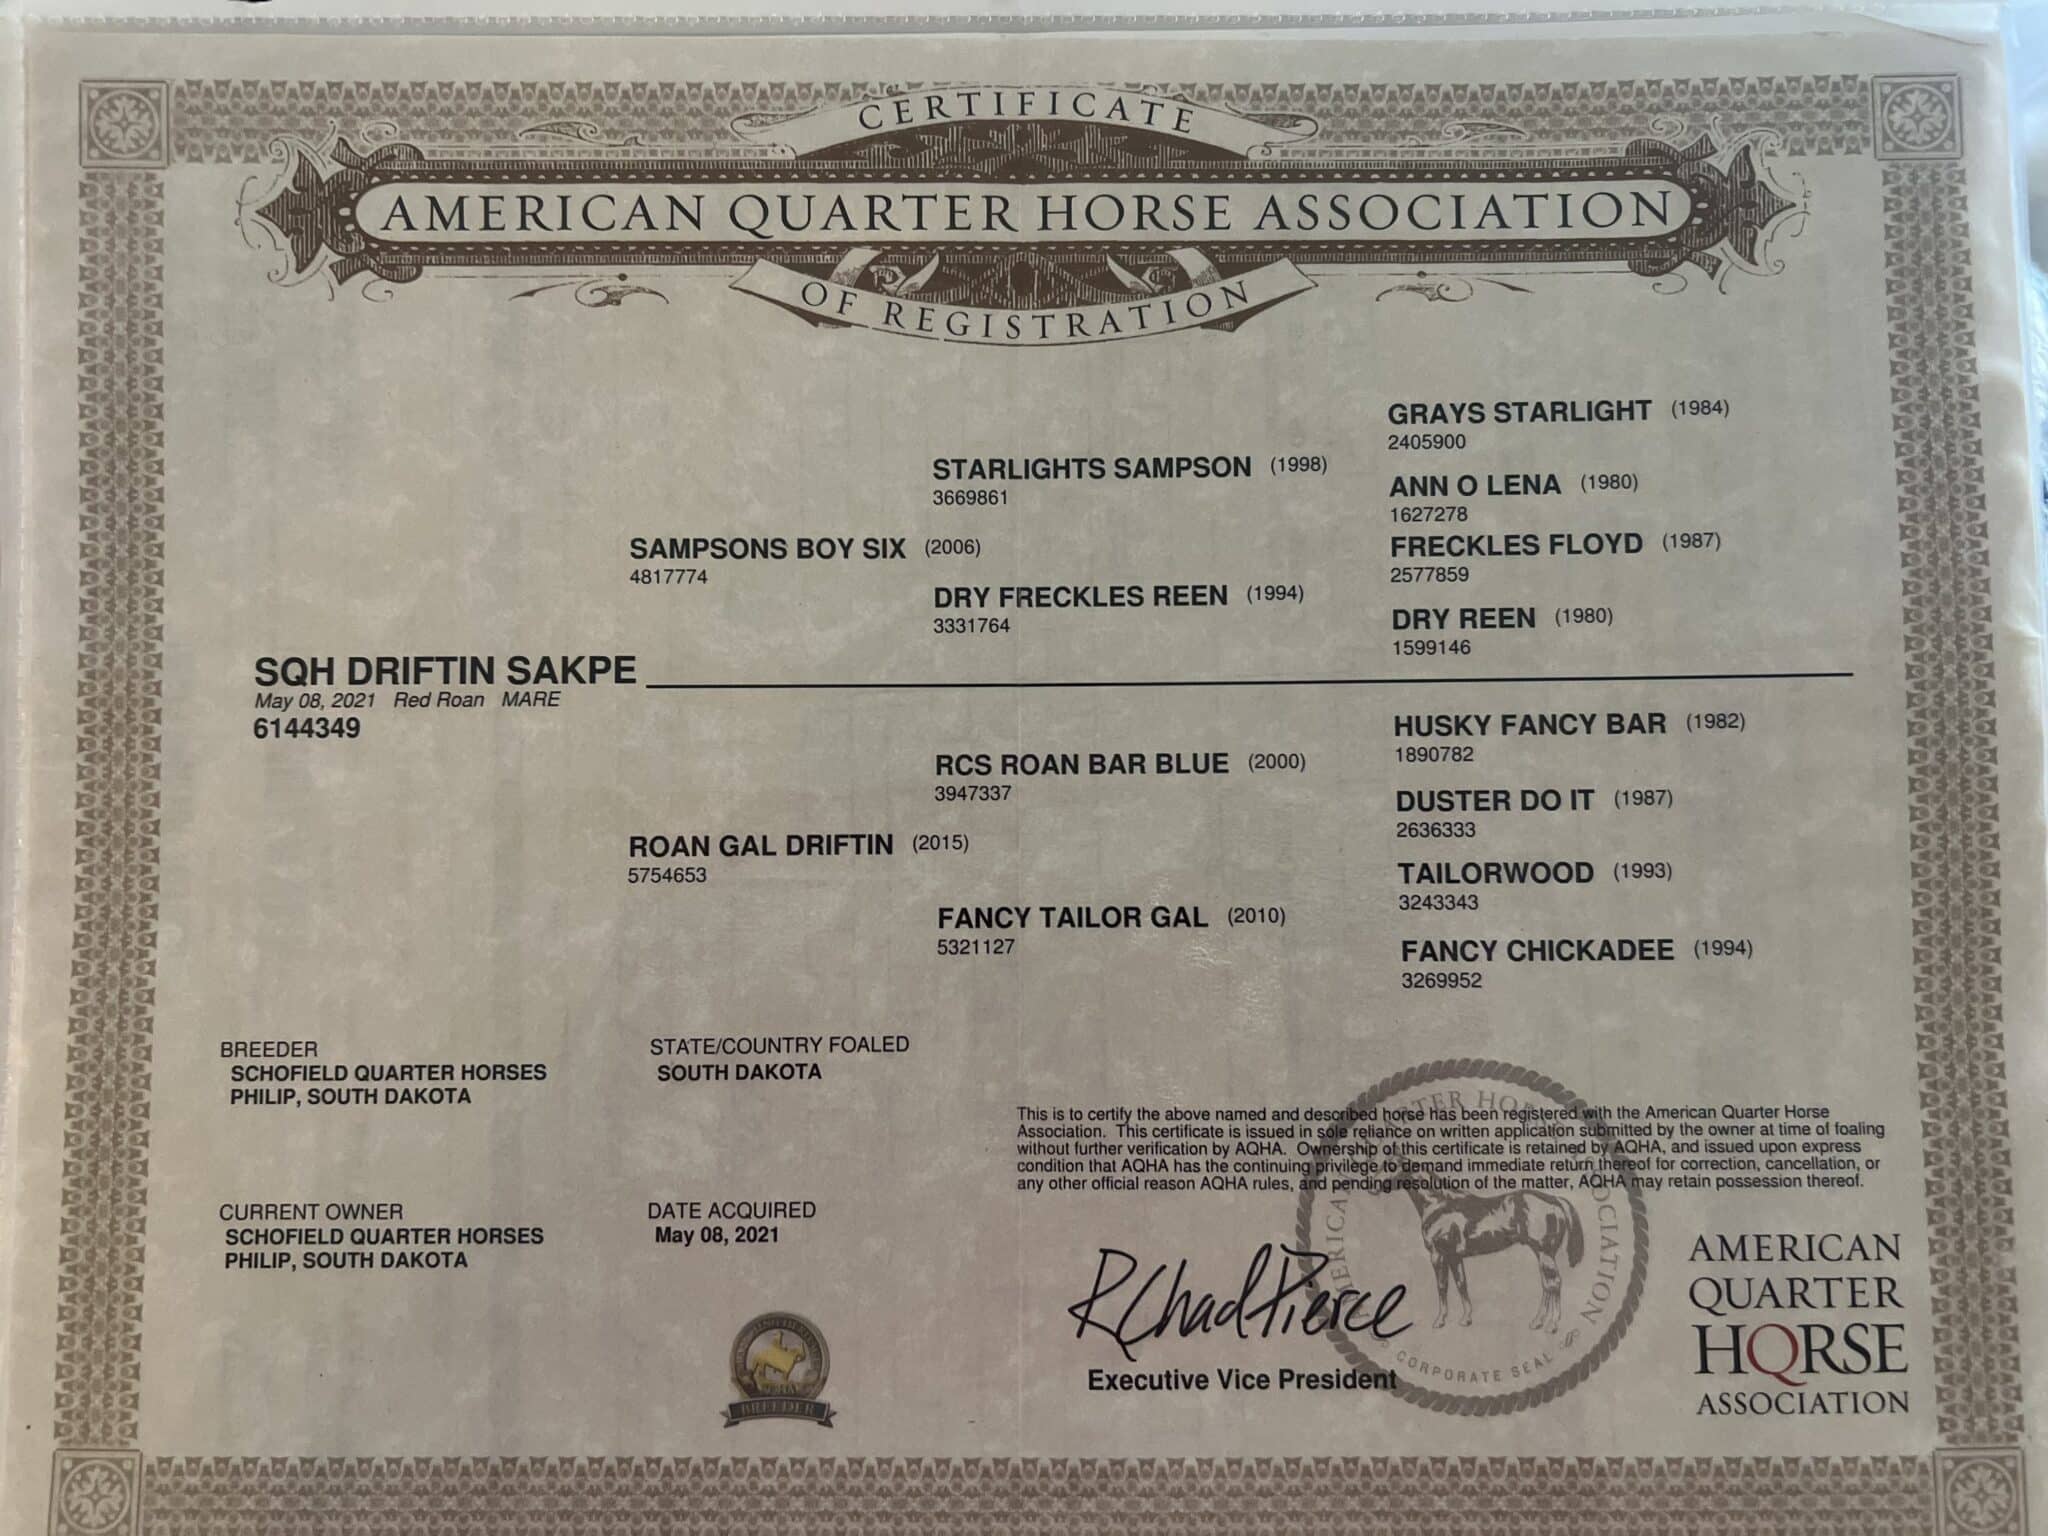 CERTIFICATE
AMERICAN QUARTER HORSE ASSOCIATION
OF REGISTRATION
GRAYS STARLIGHT (1984)
2405900
STARLIGHTS SAMPSON (1998)
3669861
ANN O LENA (1980)
1627278
SAMPSONS BOY SIX (2006)
4817774
FRECKLES FLOYD (1987)
2577859
DRY FRECKLES REEN (1994)
3331764
DRY REEN (1980)
1599146
SQH DRIFTIN SAKPE
May 08, 2021 Red Roan MARE
6144349
HUSKY FANCY BAR (1982)
1890782
RCS ROAN BAR BLUE (2000)
3947337
DUSTER DO IT (1987)
2636333
ROAN GAL DRIFTIN (2015)
5754653
TAILORWOOD (1993)
3243343
FANCY TAILOR GAL (2010)
5321127
FANCY CHICKADEE (1994)
3269952
BREEDER
SCHOFIELD QUARTER HORSES
PHILIP, SOUTH DAKOTA
STATE/COUNTRY FOALED
SOUTH DAKOTA
This is to certify the above named and described horse has been registered with the American Quarter Horse
Association. This certificate is issued in sole reliance on written application submitted by the owner at time of foaling
without further verification by AQHA. Ownership of this certificate is retained by AQHA, and issued upon express
condition that AQHA has the continuing privilege to demand immediate return thereof for correction, cancellation, or
any other official reason AQHA rules, and pending resolution of the matter, AQHA may retain possession thereof.
CURRENT OWNER
SCHOFIELD QUARTER HORSES
PHILIP, SOUTH DAKOTA
DATE ACQUIRED
May 08, 2021
R Chad Pierce
Executive Vice President
AMERICAN QUARTER HORSE ASSOCIATION
CORPORATE SEAL
AQHA
BREEDER
AMERICAN
QUARTER
HORSE
ASSOCIATION